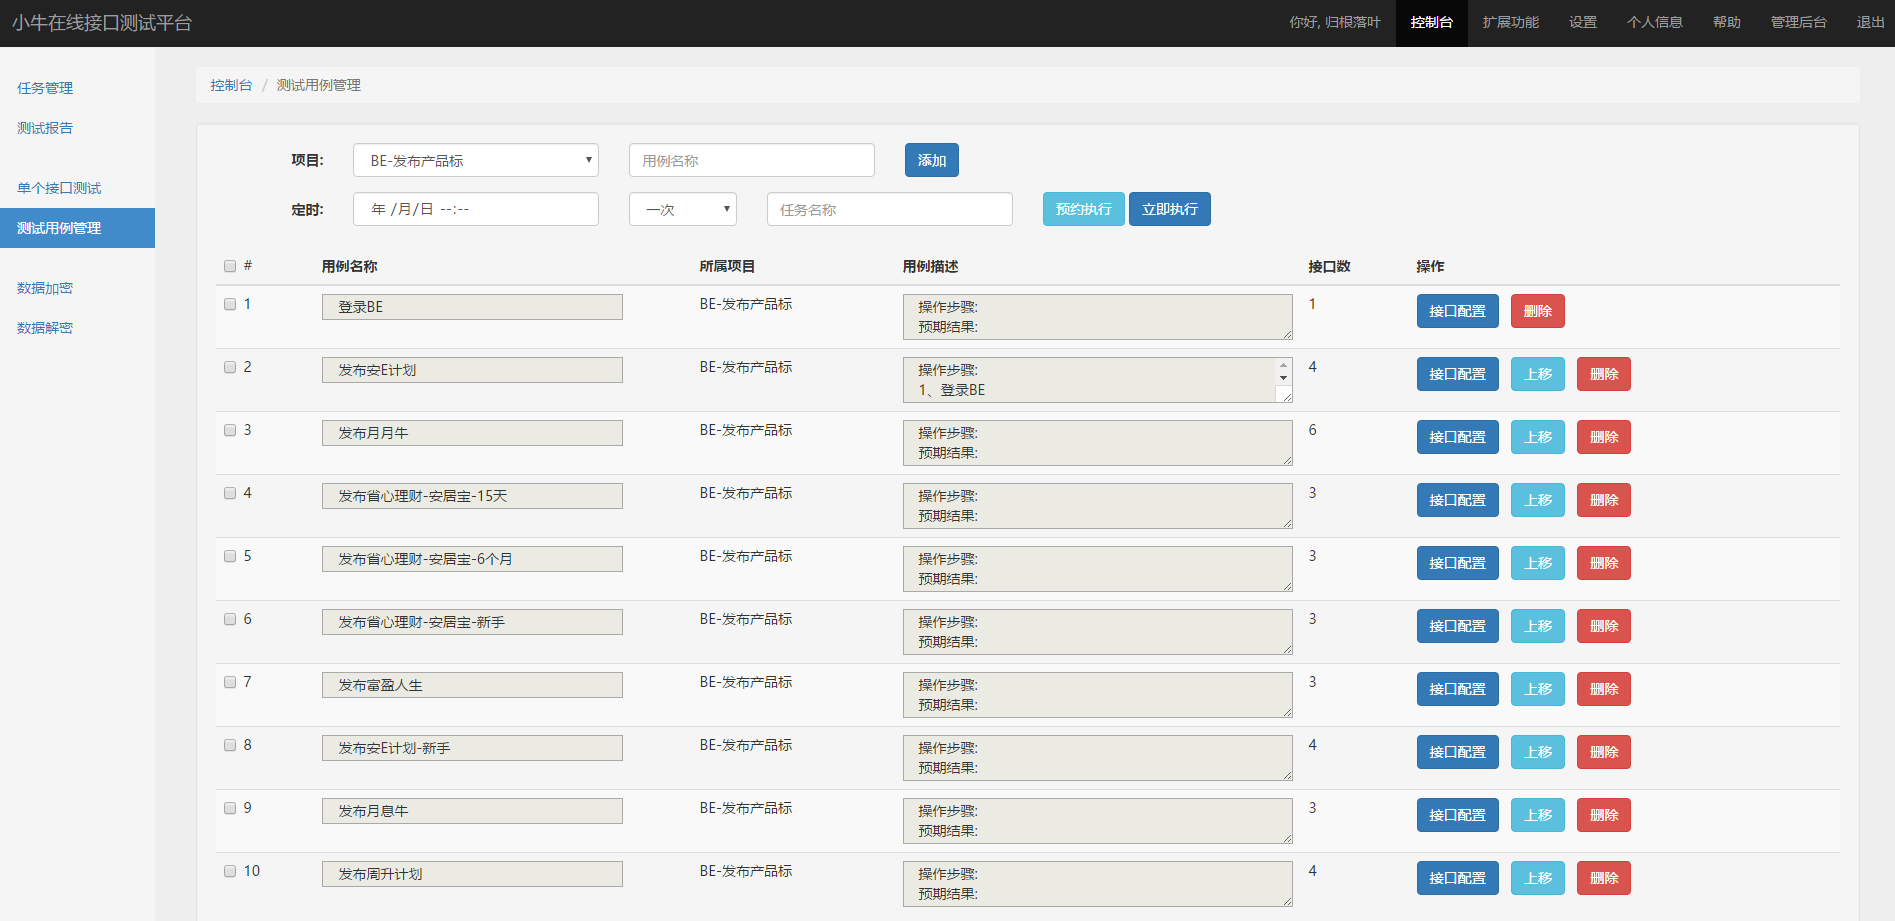 小牛在线接口测试平台
你好, 归根落叶 控制台 扩展功能 设置 个人信息 帮助 管理后台 退出
任务管理
测试报告
单个接口测试
测试用例管理
数据加密
数据解密
控制台 / 测试用例管理
项目: BE-发布产品标 用例名称 添加
定时: 年 /月/日 --:-- 一次 任务名称 预约执行 立即执行
# 用例名称 所属项目 用例描述 接口数 操作
1 登录BE BE-发布产品标 操作步骤: 1 接口配置 删除
预期结果:
2 发布安E计划 BE-发布产品标 操作步骤: 4 接口配置 上移 删除
1、登录BE
3 发布月月牛 BE-发布产品标 操作步骤: 6 接口配置 上移 删除
预期结果:
4 发布省心理财-安居宝-15天 BE-发布产品标 操作步骤: 3 接口配置 上移 删除
预期结果:
5 发布省心理财-安居宝-6个月 BE-发布产品标 操作步骤: 3 接口配置 上移 删除
预期结果:
6 发布省心理财-安居宝-新手 BE-发布产品标 操作步骤: 3 接口配置 上移 删除
预期结果:
7 发布富盈人生 BE-发布产品标 操作步骤: 3 接口配置 上移 删除
预期结果:
8 发布安E计划-新手 BE-发布产品标 操作步骤: 4 接口配置 上移 删除
预期结果:
9 发布月息牛 BE-发布产品标 操作步骤: 3 接口配置 上移 删除
预期结果:
10 发布周升计划 BE-发布产品标 操作步骤: 4 接口配置 上移 删除
预期结果: